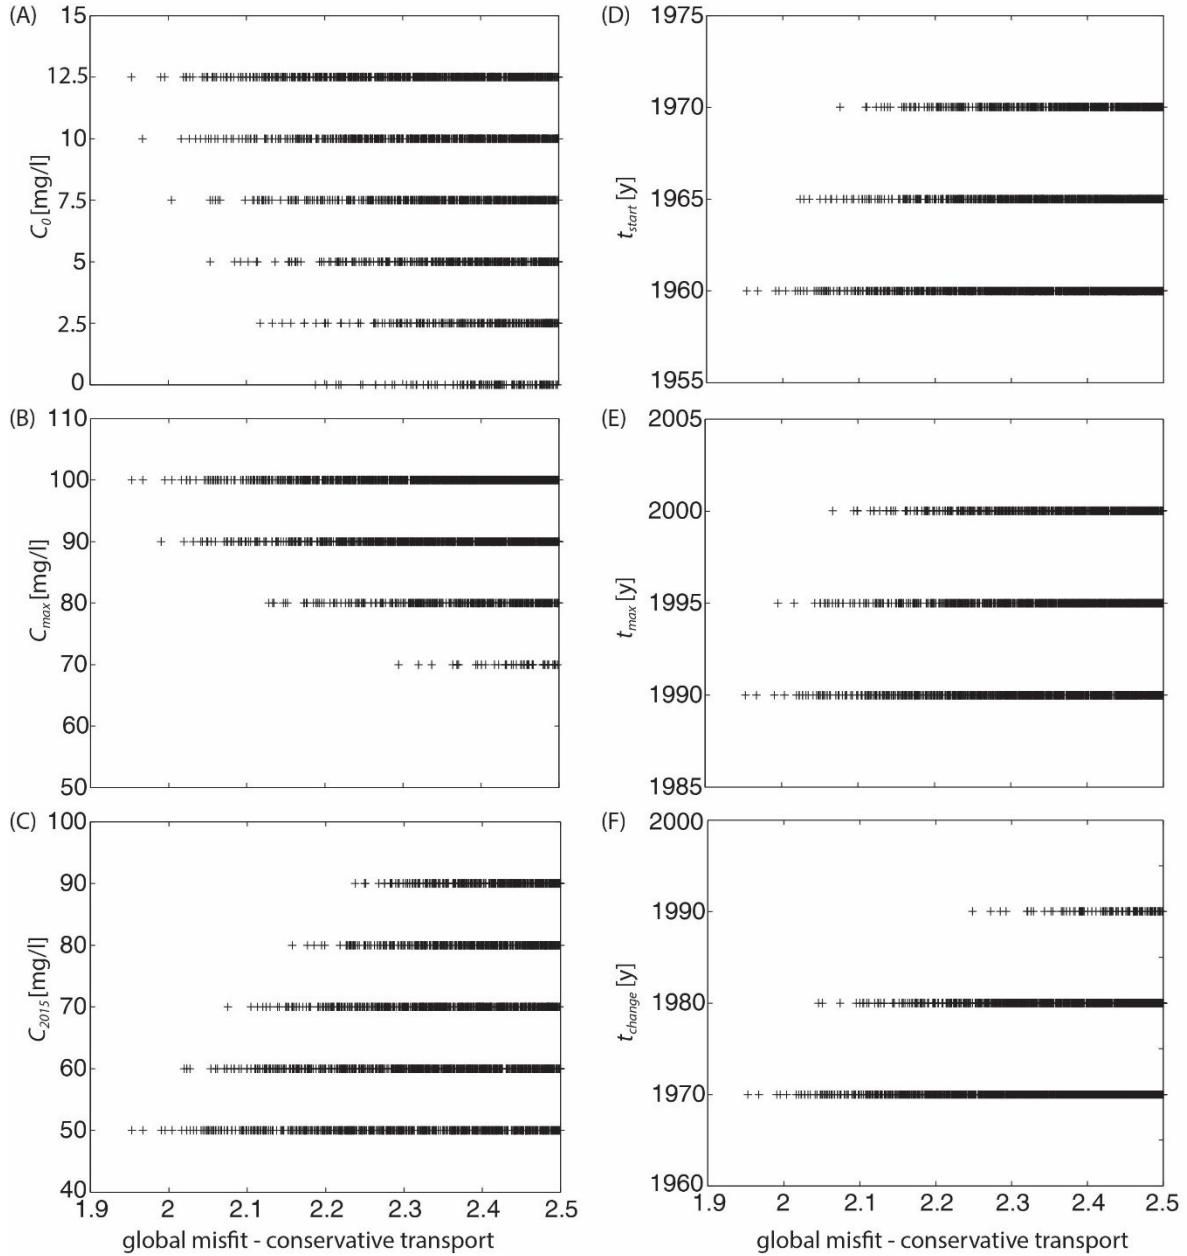 (A)
15
12.5
10
7.5
5
2.5
0
C0 [mg/l]
(B)
110
100
90
80
70
60
50
Cmax [mg/l]
(C)
100
90
80
70
60
50
40
C2015 [mg/l]
1.9 2 2.1 2.2 2.3 2.4 2.5
global misfit - conservative transport
(D)
1975
1970
1965
1960
1955
tstart [y]
(E)
2005
2000
1995
1990
1985
tmax [y]
(F)
2000
1990
1980
1970
1960
tchange [y]
1.9 2 2.1 2.2 2.3 2.4 2.5
global misfit - conservative transport